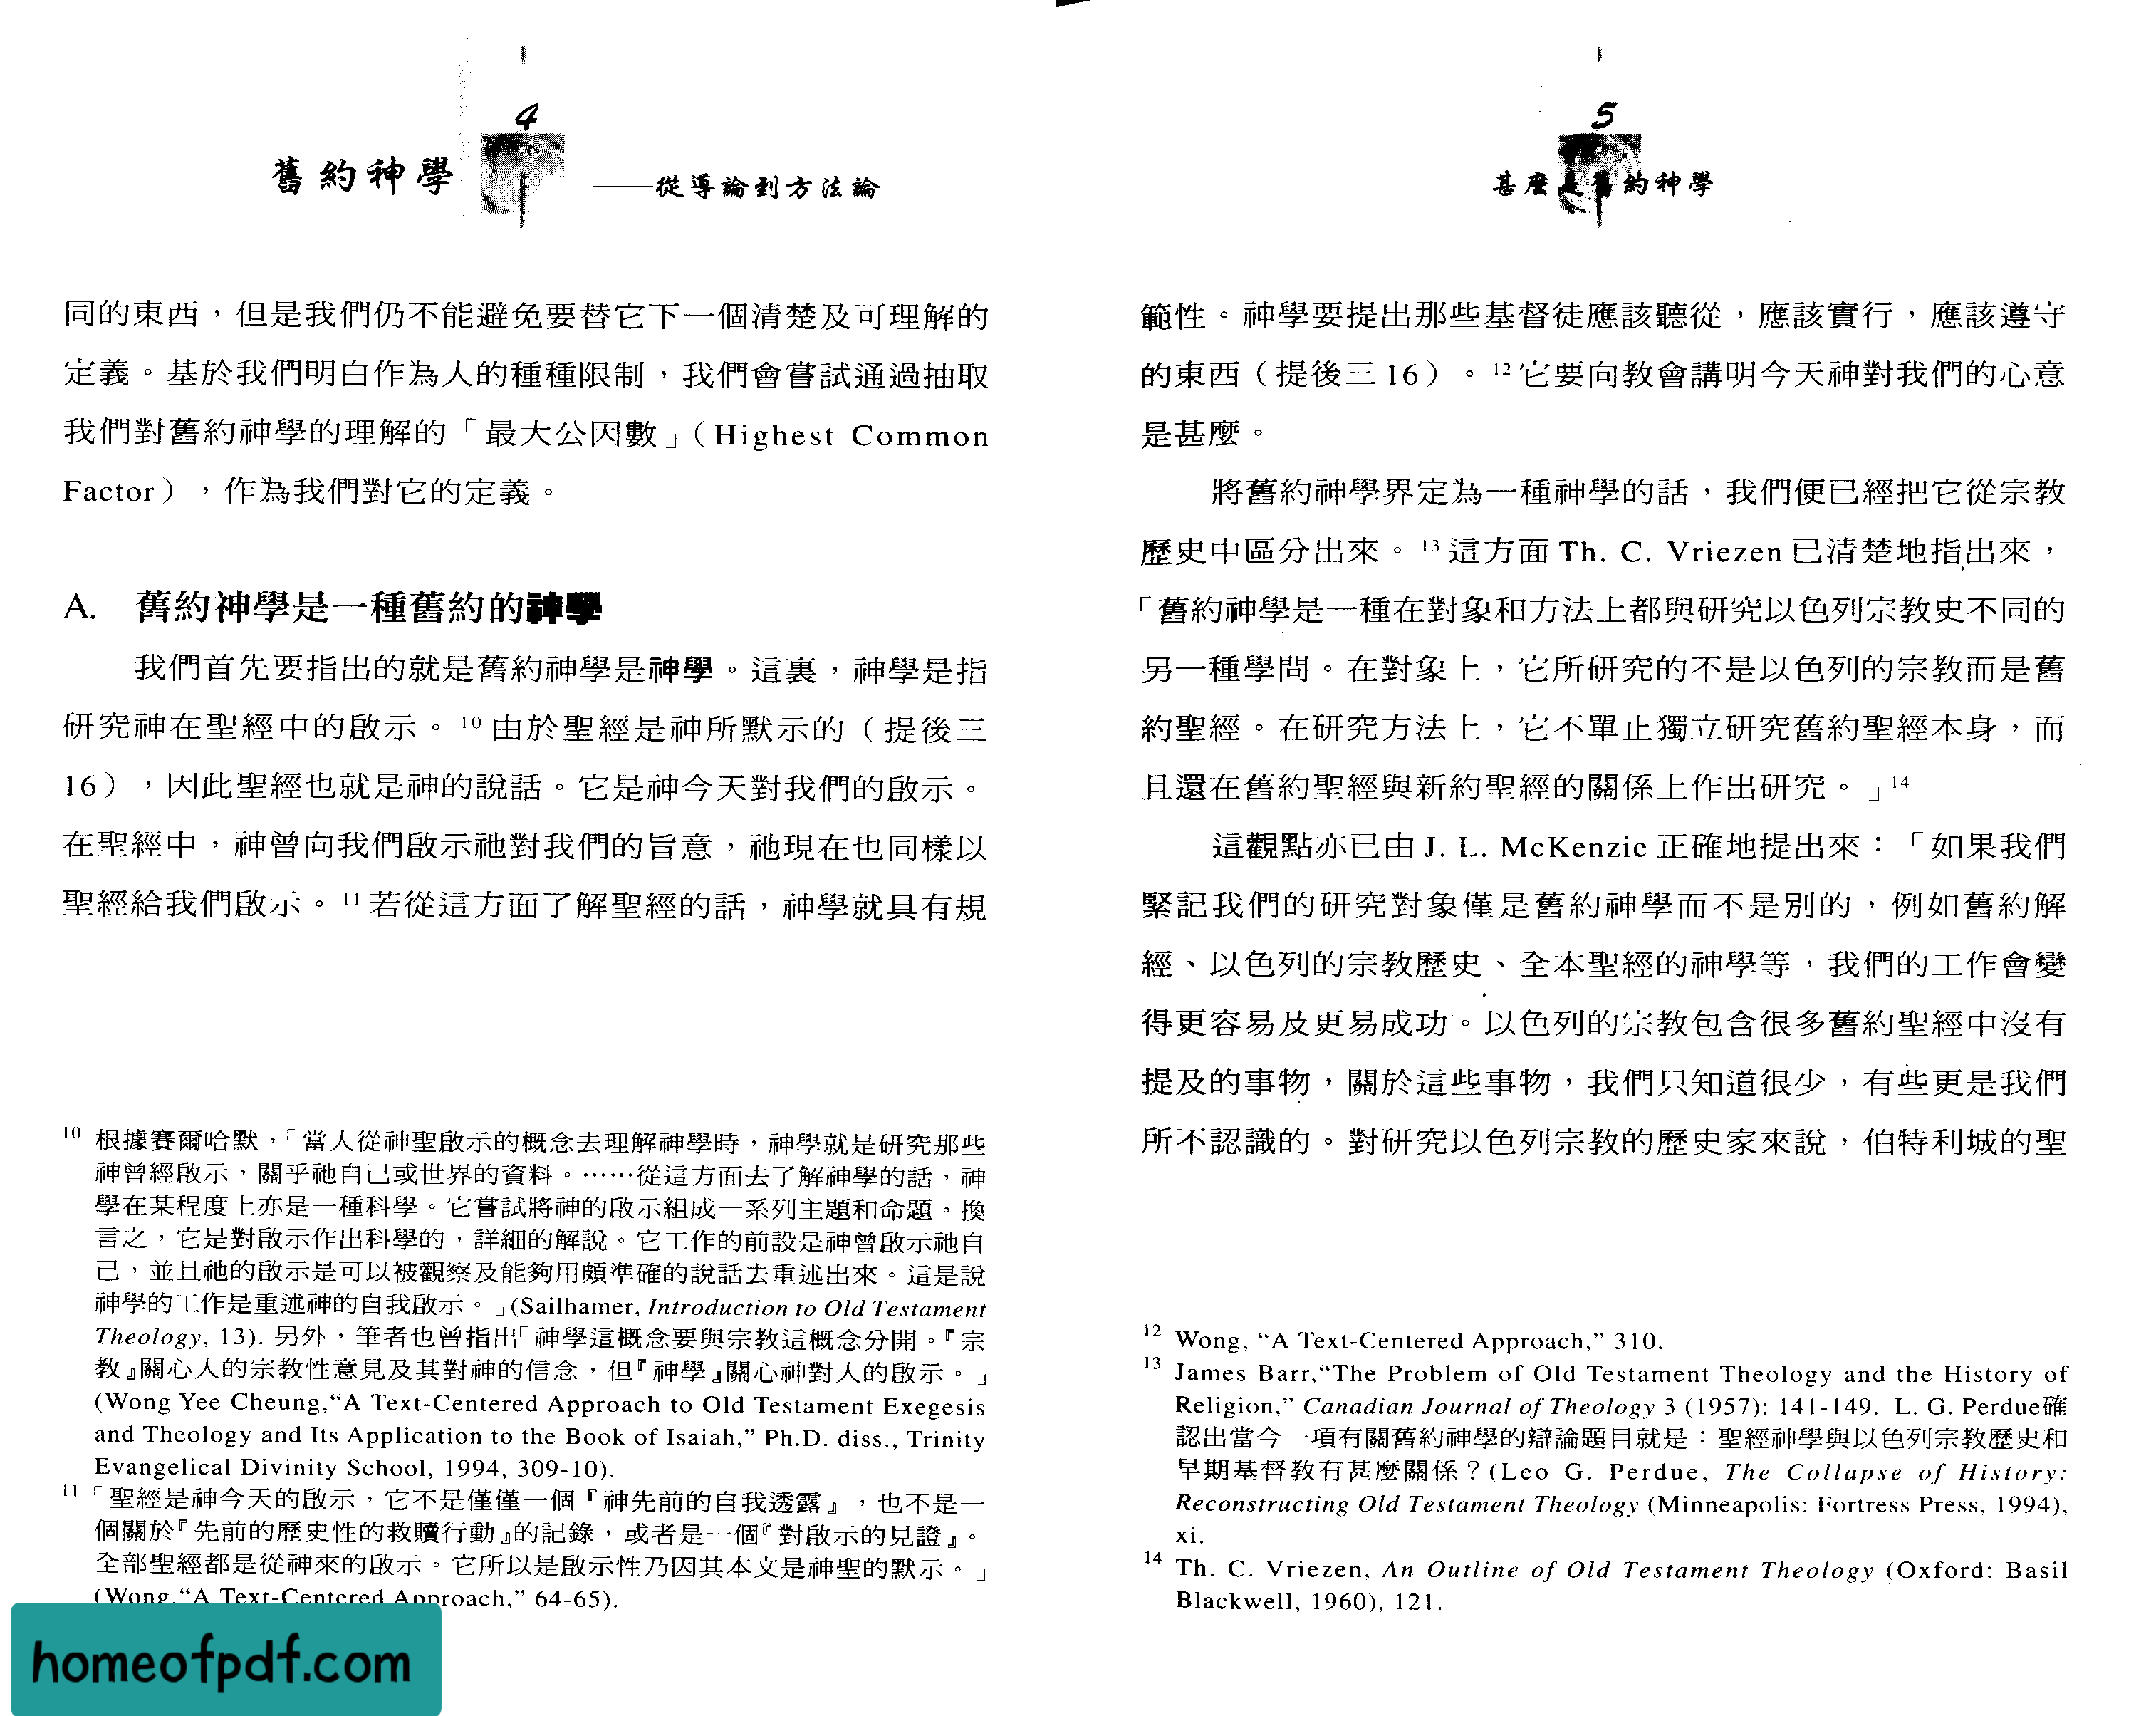 4
舊約神學 ——從導論到方法論
同的東西，但是我們仍不能避免要替它下一個清楚及可理解的
定義。基於我們明白作為人的種種限制，我們會嘗試通過抽取
我們對舊約神學的理解的「最大公因數」（Highest Common
Factor），作為我們對它的定義。
A. 舊約神學是一種舊約的神學
我們首先要指出的就是舊約神學是神學。這裏，神學是指
研究神在聖經中的啟示。10 由於聖經是神所默示的（提後三
16），因此聖經也就是神的說話。它是神今天對我們的啟示。
在聖經中，神曾向我們啟示祂對我們的旨意，祂現在也同樣以
聖經給我們啟示。11 若從這方面了解聖經的話，神學就具有規
10 根據賽爾哈默，「當人從神聖啟示的概念去理解神學時，神學就是研究那些
神曾經啟示，關乎祂自己或世界的資料。……從這方面去了解神學的話，神
學在某程度上亦是一種科學。它嘗試將神的啟示組成一系列主題和命題。換
言之，它是對啟示作出科學的，詳細的解說。它工作的前設是神曾啟示祂自
己，並且祂的啟示是可以被觀察及能夠用頗準確的說話去重述出來。這是說
神學的工作是重述神的自我啟示。」(Sailhamer, Introduction to Old Testament
Theology, 13). 另外，筆者也曾指出「神學這概念要與宗教這概念分開。『宗
教』關心人的宗教性意見及其對神的信念，但『神學』關心神對人的啟示。」
(Wong Yee Cheung,“A Text-Centered Approach to Old Testament Exegesis
and Theology and Its Application to the Book of Isaiah,” Ph.D. diss., Trinity
Evangelical Divinity School, 1994, 309-10).
11 「聖經是神今天的啟示，它不是僅僅一個『神先前的自我透露』，也不是一
個關於『先前的歷史性的救贖行動』的記錄，或者是一個『對啟示的見證』。
全部聖經都是從神來的啟示。它所以是啟示性乃因其本文是神聖的默示。」
(Wong,“A Text-Centered Approach,” 64-65).
homeofpdf.com
5
甚麼是舊約神學
範性。神學要提出那些基督徒應該聽從，應該實行，應該遵守
的東西（提後三 16）。12 它要向教會講明今天神對我們的心意
是甚麼。
將舊約神學界定為一種神學的話，我們便已經把它從宗教
歷史中區分出來。13 這方面 Th. C. Vriezen 已清楚地指出來，
「舊約神學是一種在對象和方法上都與研究以色列宗教史不同的
另一種學問。在對象上，它所研究的不是以色列的宗教而是舊
約聖經。在研究方法上，它不單止獨立研究舊約聖經本身，而
且還在舊約聖經與新約聖經的關係上作出研究。」14
這觀點亦已由 J. L. McKenzie 正確地提出來：「如果我們
緊記我們的研究對象僅是舊約神學而不是別的，例如舊約解
經、以色列的宗教歷史、全本聖經的神學等，我們的工作會變
得更容易及更易成功。以色列的宗教包含很多舊約聖經中沒有
提及的事物，關於這些事物，我們只知道很少，有些更是我們
所不認識的。對研究以色列宗教的歷史家來說，伯特利城的聖
12 Wong, “A Text-Centered Approach,” 310.
13 James Barr,“The Problem of Old Testament Theology and the History of
Religion,” Canadian Journal of Theology 3 (1957): 141-149. L. G. Perdue確
認出當今一項有關舊約神學的辯論題目就是：聖經神學與以色列宗教歷史和
早期基督教有甚麼關係？(Leo G. Perdue, The Collapse of History:
Reconstructing Old Testament Theology (Minneapolis: Fortress Press, 1994),
xi.
14 Th. C. Vriezen, An Outline of Old Testament Theology (Oxford: Basil
Blackwell, 1960), 121.